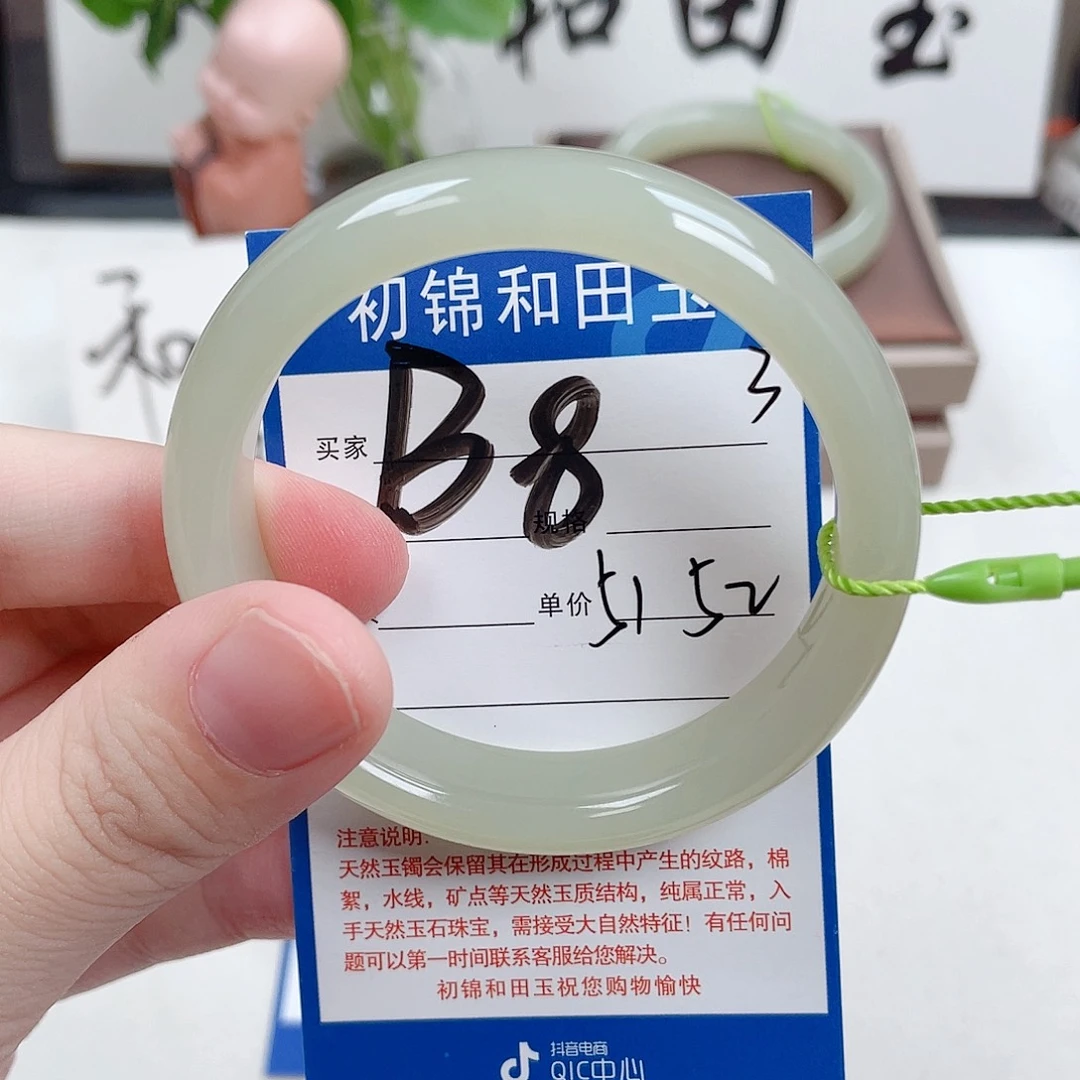 和田玉
和
初锦和田玉
3
买家 B8
规格
单价 51 52
注意说明:
天然玉镯会保留其在形成过程中产生的纹路，棉
絮，水线，矿点等天然玉质结构，纯属正常，入
手天然玉石珠宝，需接受大自然特征！有任何问
题可以第一时间联系客服给您解决。
初锦和田玉祝您购物愉快
抖音电商
QIC中心